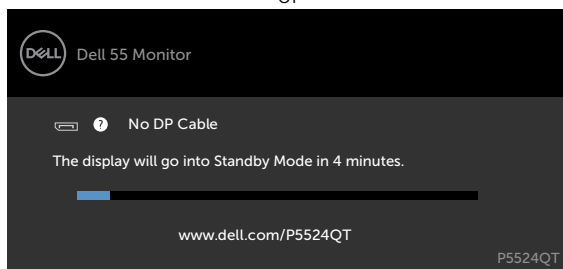 DELL
Dell 55 Monitor
? No DP Cable
The display will go into Standby Mode in 4 minutes.
www.dell.com/P5524QT
P5524QT